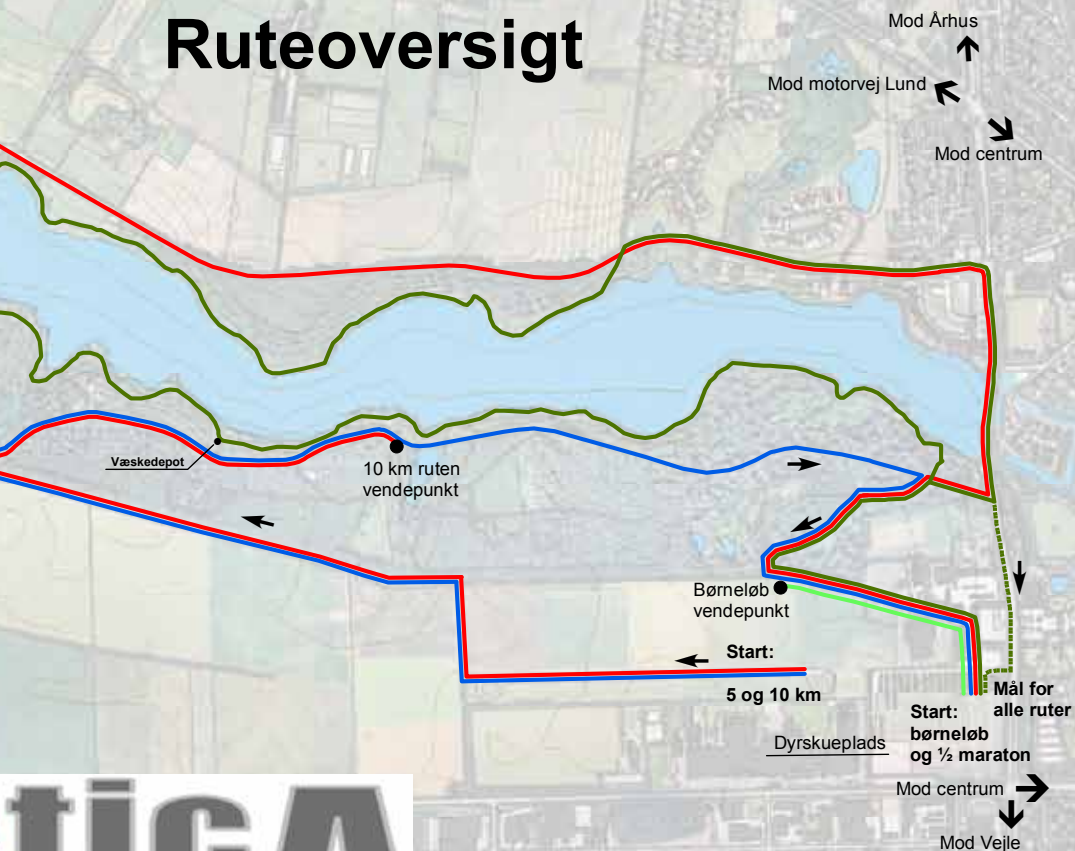 Ruteoversigt
Mod Århus
Mod motorvej Lund
Mod centrum
Væskedepot
10 km ruten
vendepunkt
Børneløb
vendepunkt
Start:
5 og 10 km
Mål for
alle ruter
Start:
børneløb
og ½ maraton
Dyrskueplads
Mod centrum
Mod Vejle
ticA